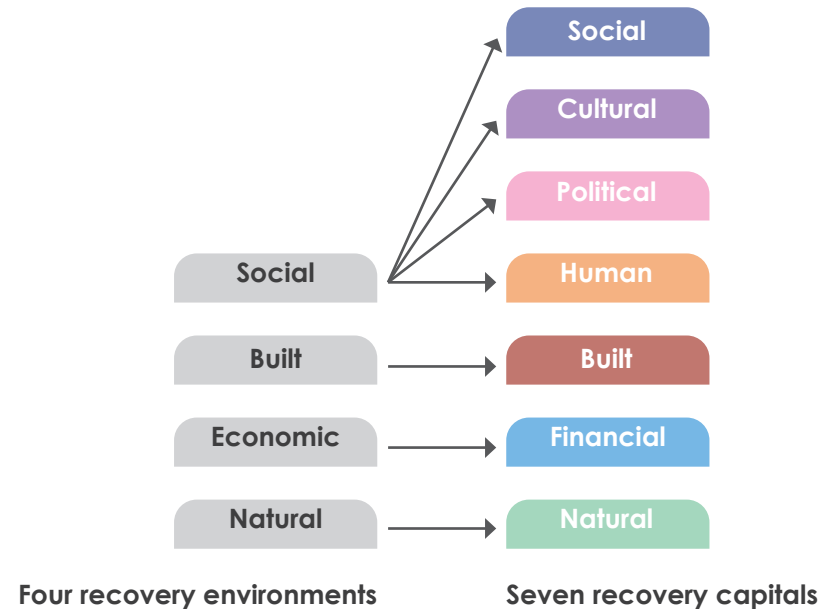 Social
Cultural
Political
Social
Human
Built
Built
Economic
Financial
Natural
Natural
Four recovery environments
Seven recovery capitals